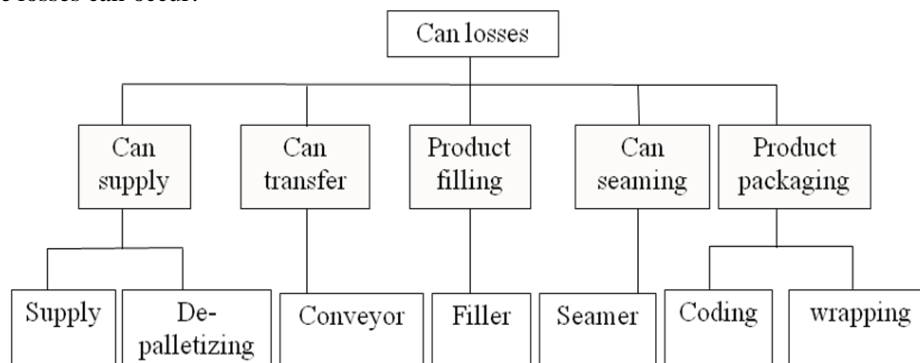 losses can occur.
Can losses
Can
supply
Can
transfer
Product
filling
Can
seaming
Product
packaging
Supply
De-
palletizing
Conveyor
Filler
Seamer
Coding
wrapping